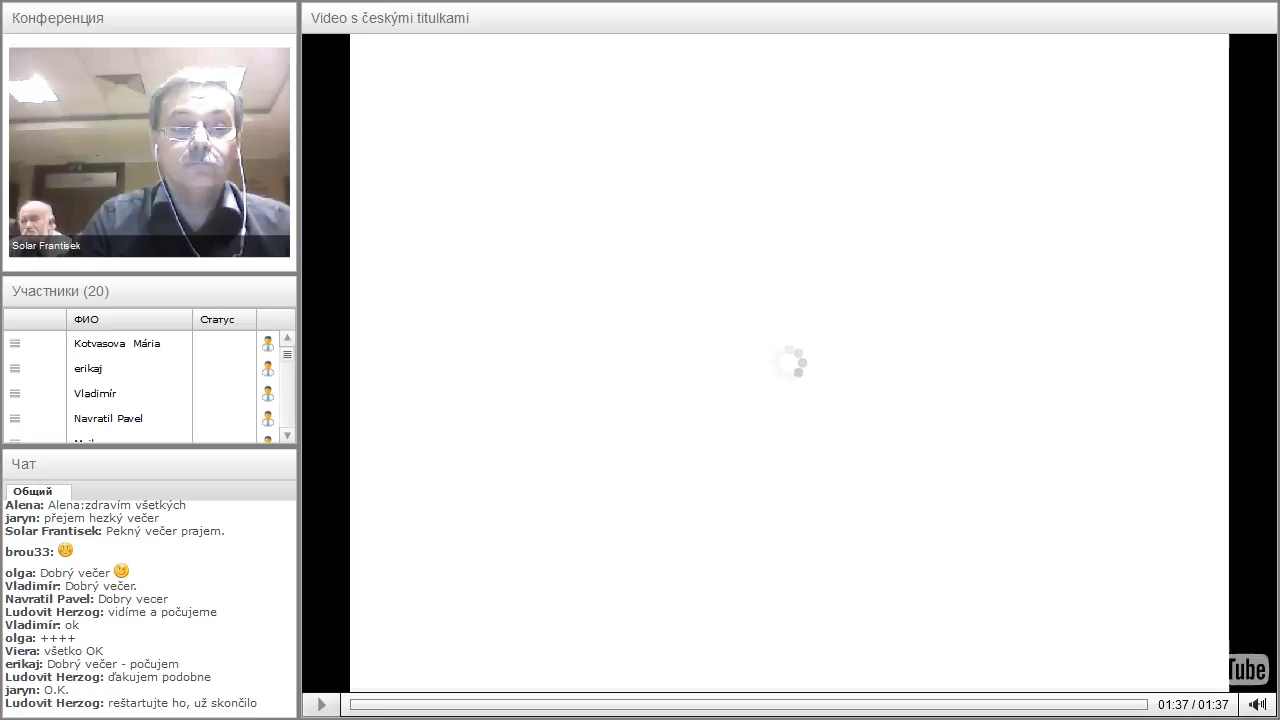 Конференция
Solar Frantisek
Участники (20)
ФИО Статус
Kotvasova Mária
erikaj
Vladimír
Navratil Pavel
Чат
Общий
Alena: Alena:zdravím všetkých
jaryn: přejem hezký večer
Solar Frantisek: Pekný večer prajem.
brou33:
olga: Dobrý večer
Vladimír: Dobrý večer.
Navratil Pavel: Dobry vecer
Ludovit Herzog: vidíme a počujeme
Vladimír: ok
olga: ++++
Viera: všetko OK
erikaj: Dobrý večer - počujem
Ludovit Herzog: ďakujem podobne
jaryn: O.K.
Ludovit Herzog: reštartujte ho, už skončilo
Video s českými titulkami
Tube
01:37 / 01:37